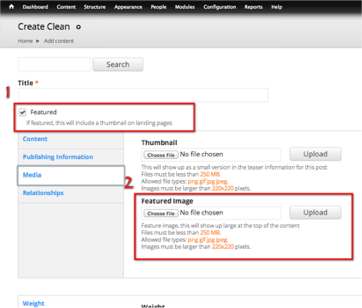 Dashboard Content Structure Appearance People Modules Configuration Reports Help
Create Clean
Home ► Add content
Search
1
Title *
Featured
If featured, this will include a thumbnail on landing pages
Content
Publishing Information
Media
Relationships
2
Thumbnail
Choose File No file chosen Upload
This will show up as a small version in the teaser information for this post
Files must be less than 250 MB.
Allowed file types: png gif jpg jpeg.
Images must be larger than 220x220 pixels.
Featured Image
Choose File No file chosen Upload
Feature image, this will show up large at the top of the content
Files must be less than 250 MB.
Allowed file types: png gif jpg jpeg.
Images must be larger than 220x220 pixels.
Weight
Weight